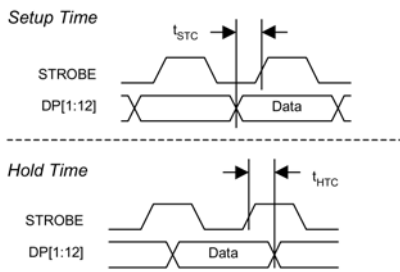 Setup Time
tSTC
STROBE
DP[1:12]
Data
Hold Time
tHTC
STROBE
DP[1:12]
Data